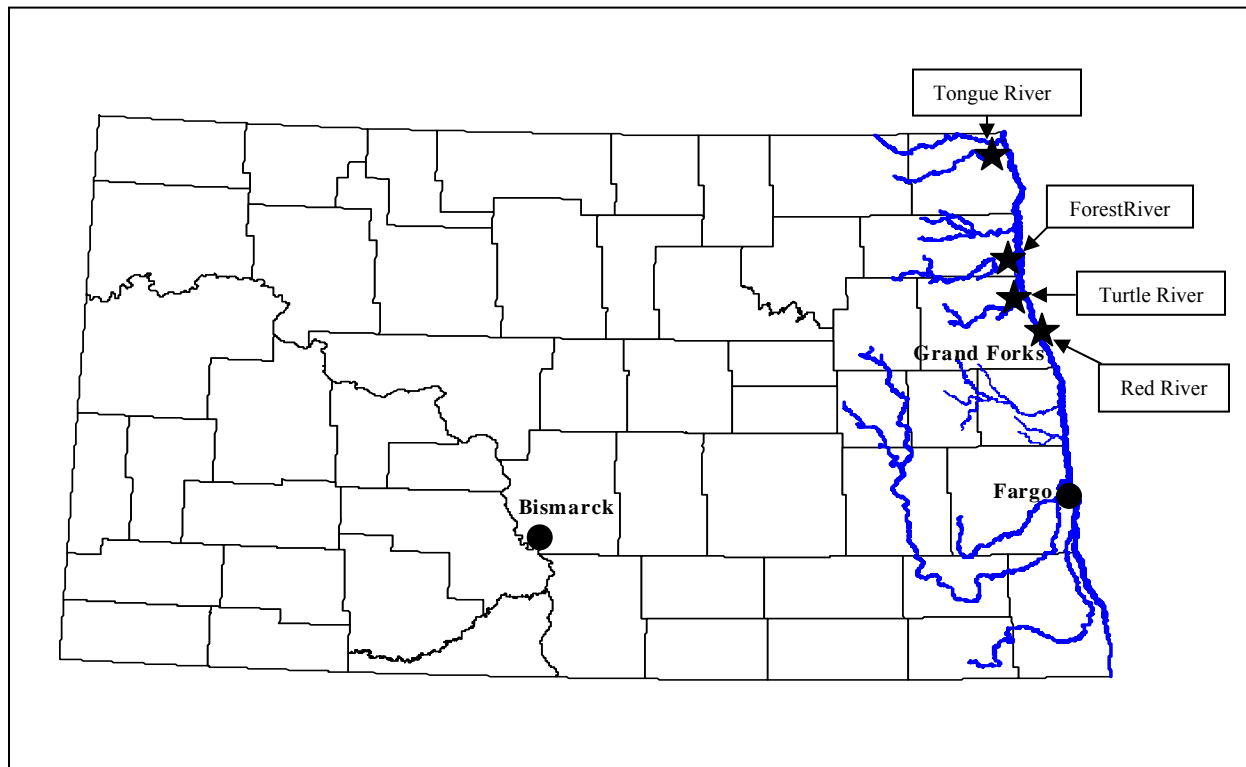 Tongue River
ForestRiver
Turtle River
Grand Forks
Red River
Fargo
Bismarck